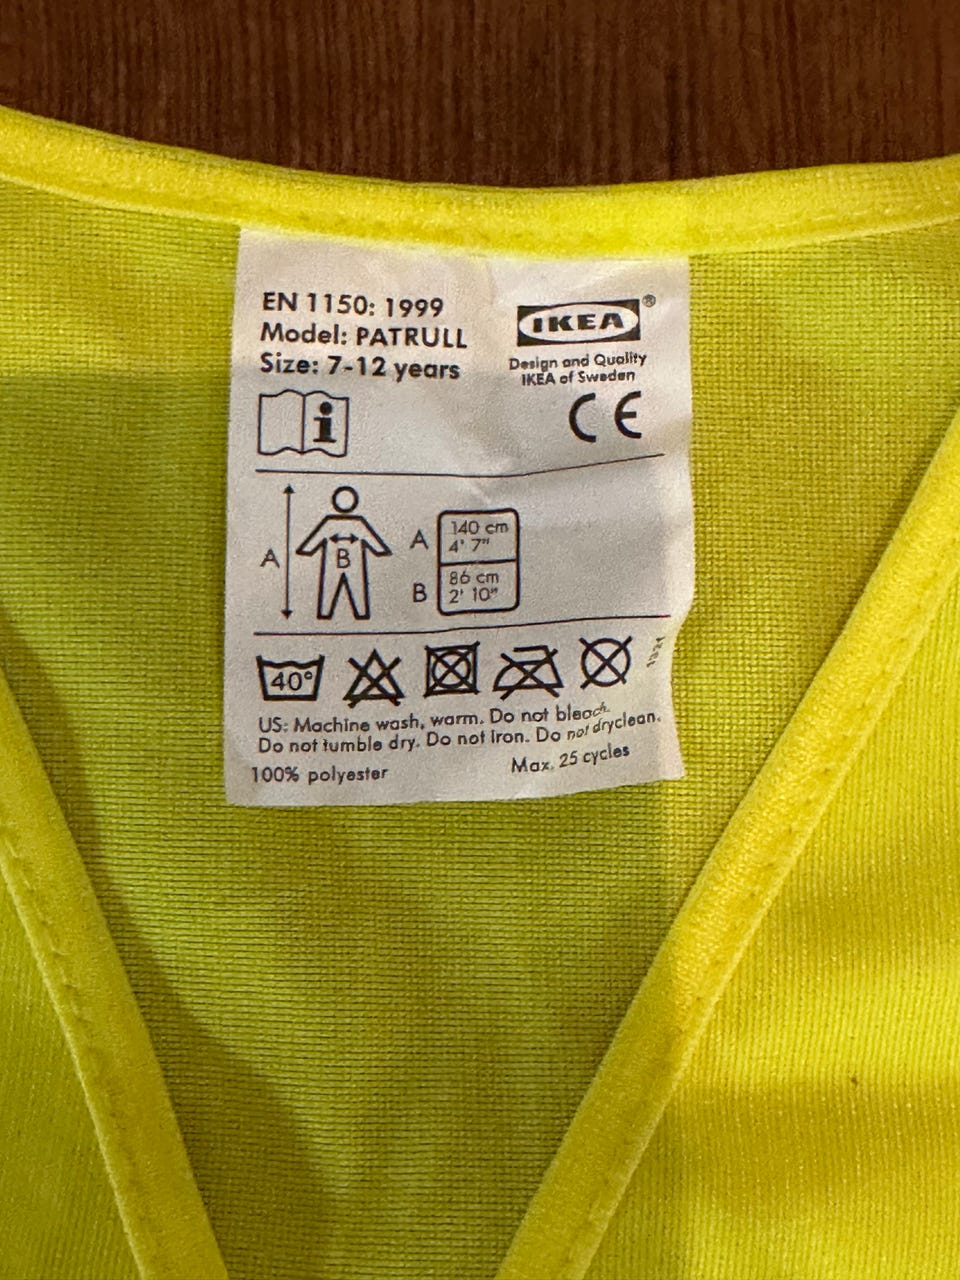 EN 1150: 1999
Model: PATRULL
Size: 7-12 years
IKEA®
Design and Quality
IKEA of Sweden
i
CE
A
B
A 140 cm
4' 7"
B 86 cm
2' 10"
40°
1321
US: Machine wash, warm. Do not bleach.
Do not tumble dry. Do not iron. Do not dryclean.
100% polyester
Max. 25 cycles